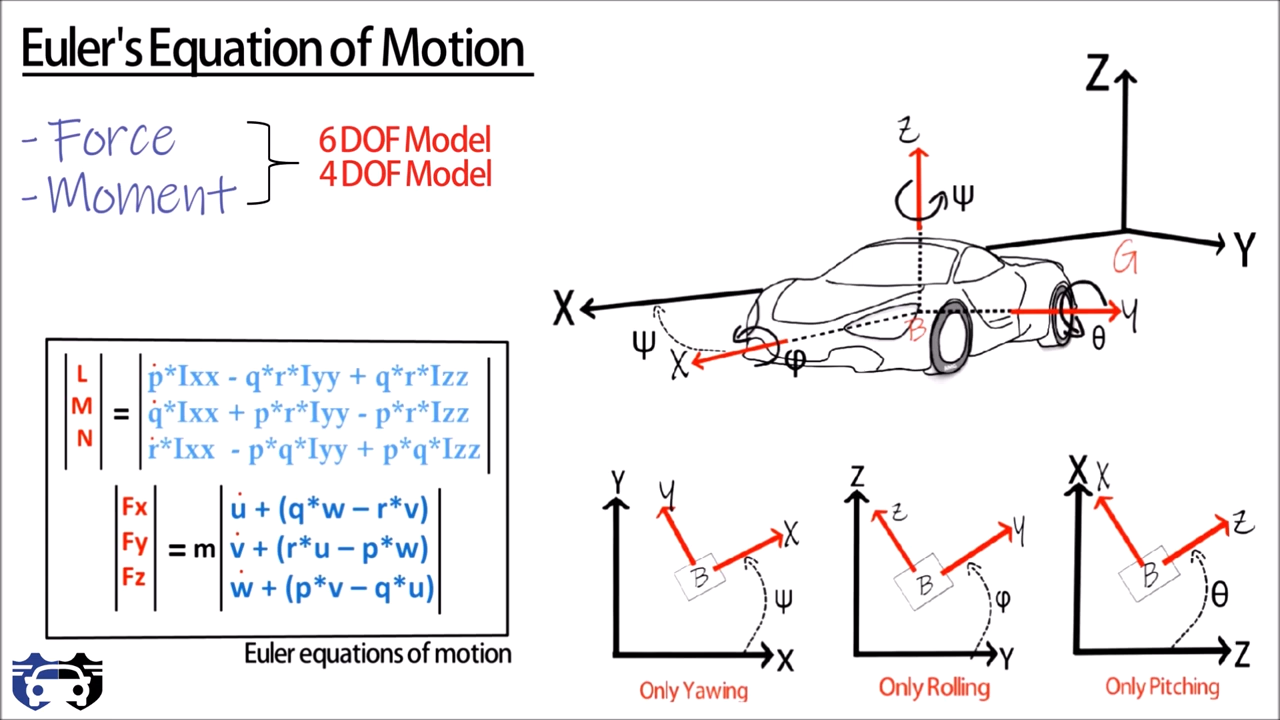 Euler's Equation of Motion
- Force
- Moment
6 DOF Model
4 DOF Model
Z
Y
G
X
Z
ψ
B
Y
θ
X
φ
ψ
L
M
N
=
ṗ*Ixx - q*r*Iyy + q*r*Izz
q̇*Ixx + p*r*Iyy - p*r*Izz
ṙ*Ixx - p*q*Iyy + p*q*Izz
Fx
Fy
Fz
= m
u̇ + (q*w – r*v)
v̇ + (r*u – p*w)
ẇ + (p*v – q*u)
Euler equations of motion
Y
y
X
B
ψ
X
Only Yawing
Z
z
Y
B
φ
Y
Only Rolling
X
X
Z
B
θ
Z
Only Pitching